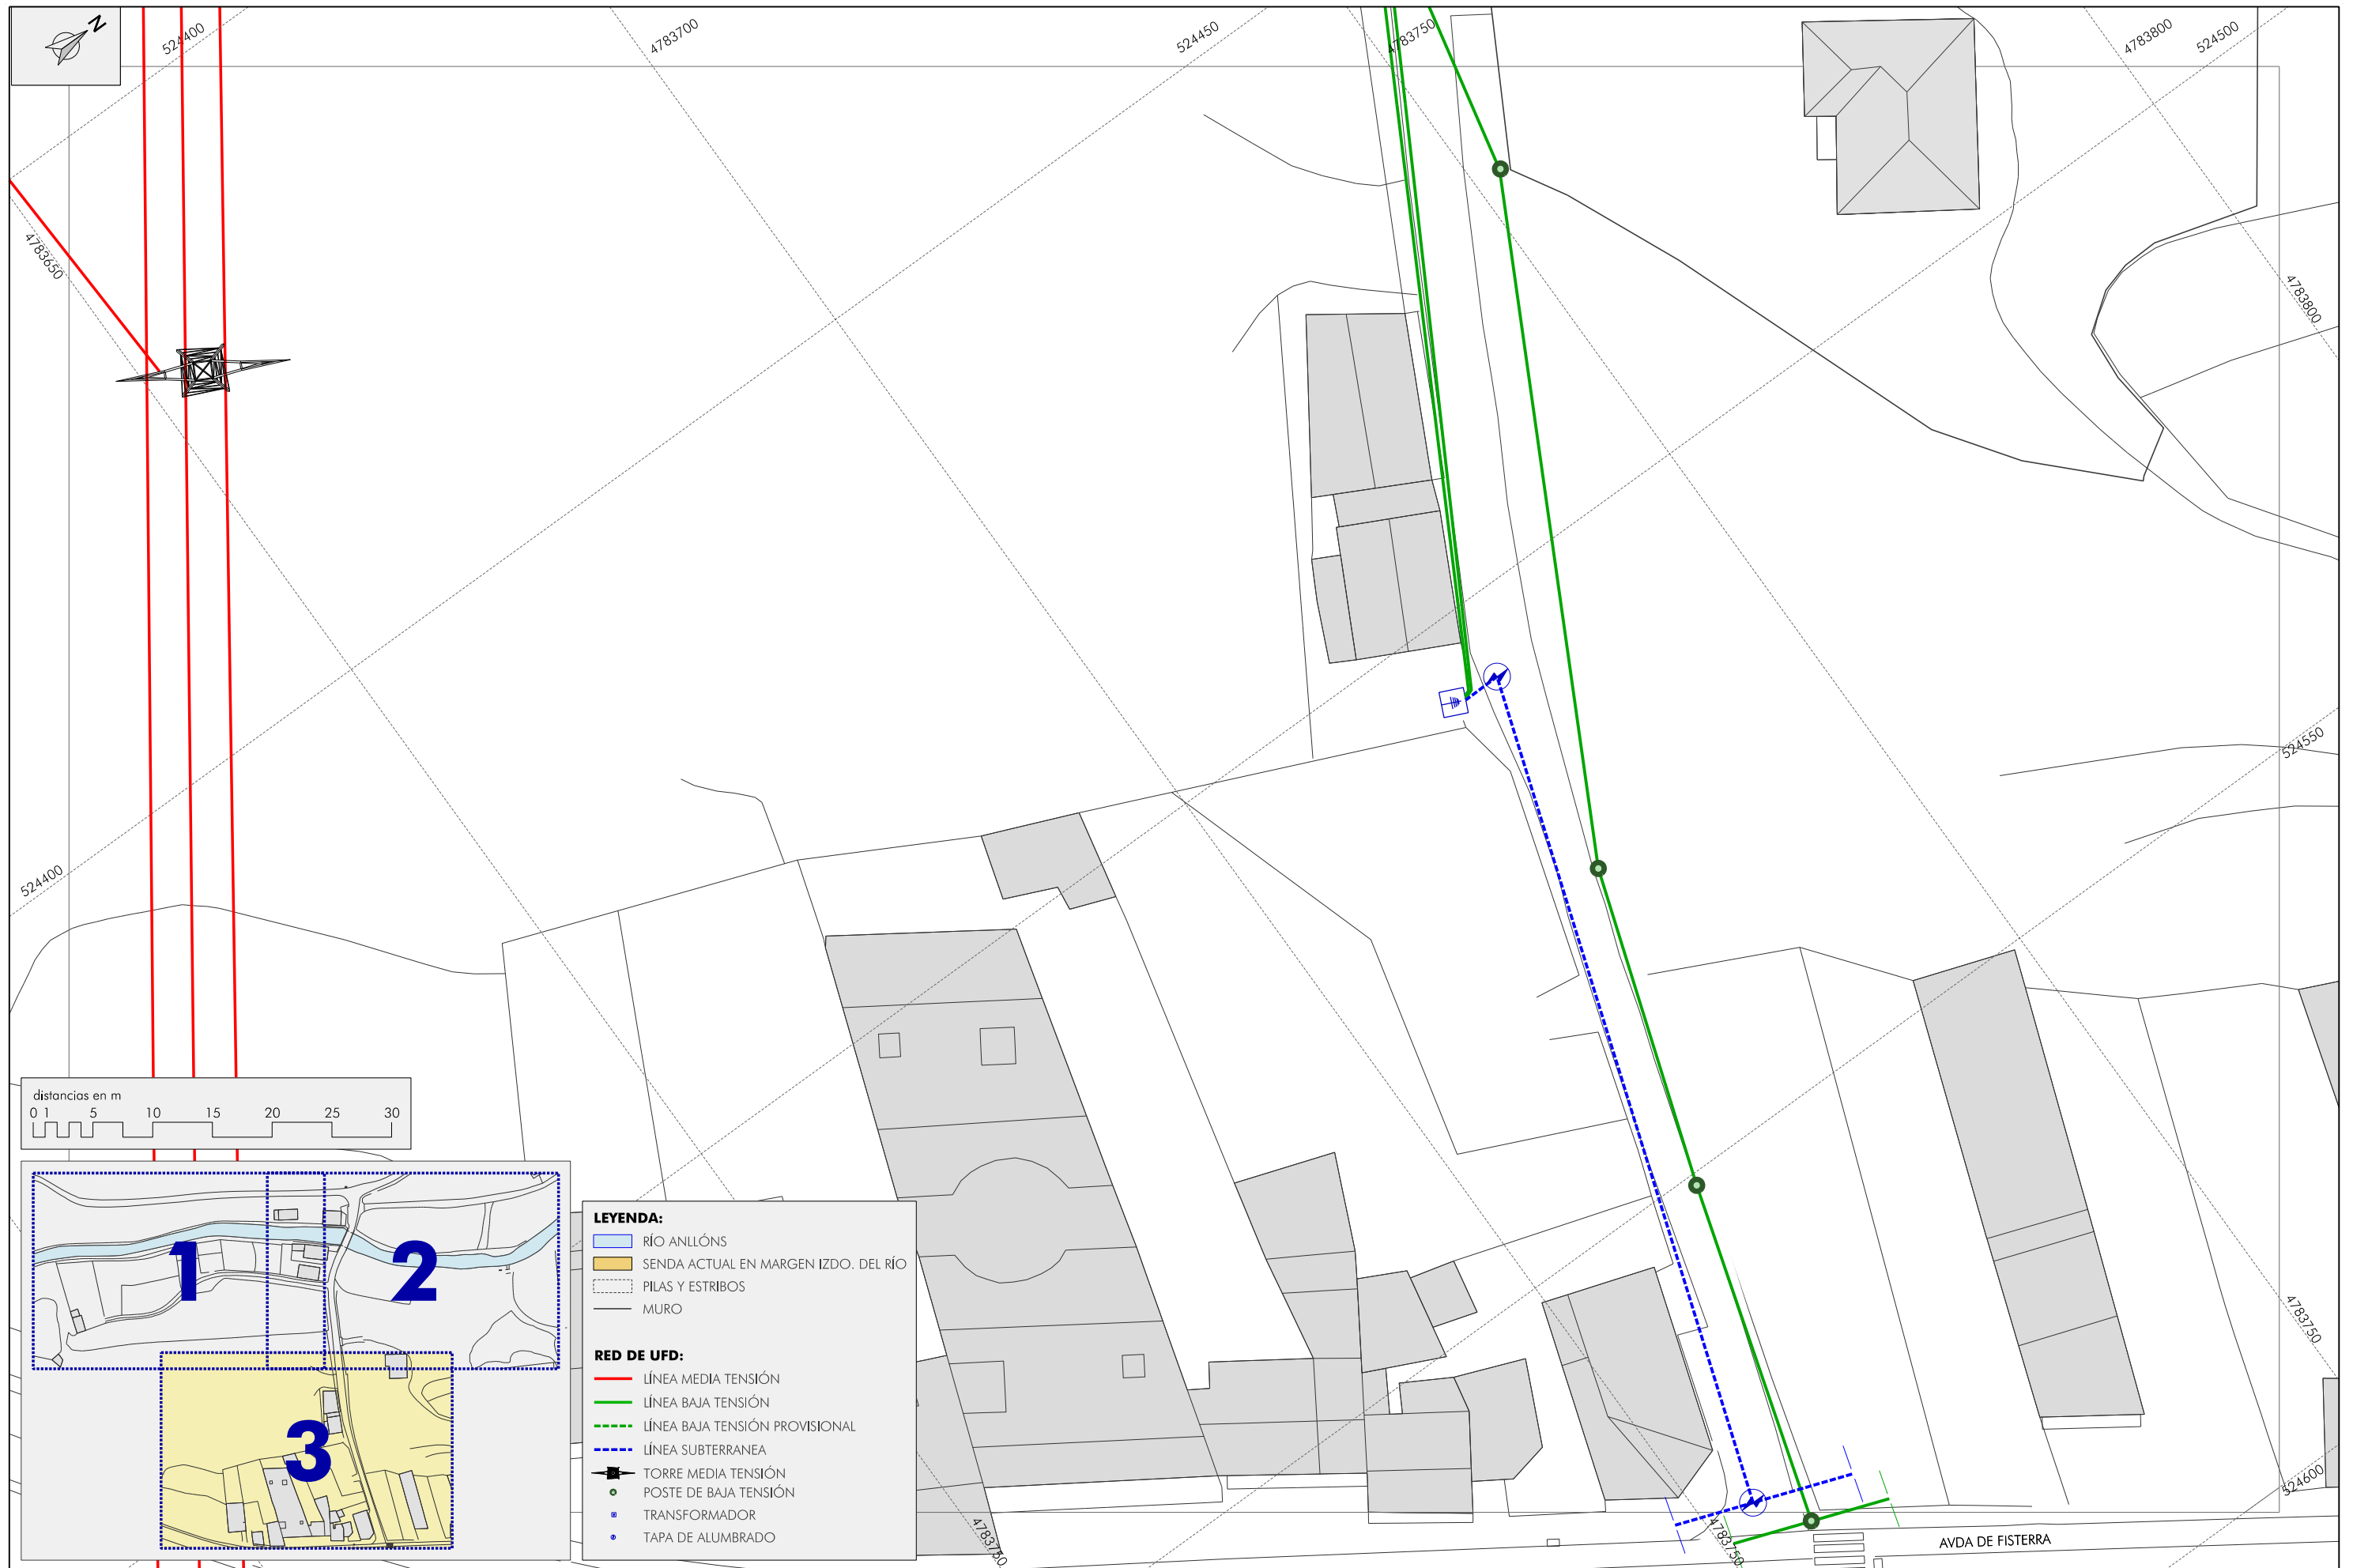 N
524400
4783700
524450
4783750
4783800
524500
4783650
4783800
524550
524400
distancias en m
0 1 5 10 15 20 25 30
1
2
3
LEYENDA:
RÍO ANLLÓNS
SENDA ACTUAL EN MARGEN IZDO. DEL RÍO
PILAS Y ESTRIBOS
MURO
RED DE UFD:
LÍNEA MEDIA TENSIÓN
LÍNEA BAJA TENSIÓN
LÍNEA BAJA TENSIÓN PROVISIONAL
LÍNEA SUBTERRANEA
TORRE MEDIA TENSIÓN
POSTE DE BAJA TENSIÓN
TRANSFORMADOR
TAPA DE ALUMBRADO
4783750
524600
4783750
4783750
AVDA DE FISTERRA